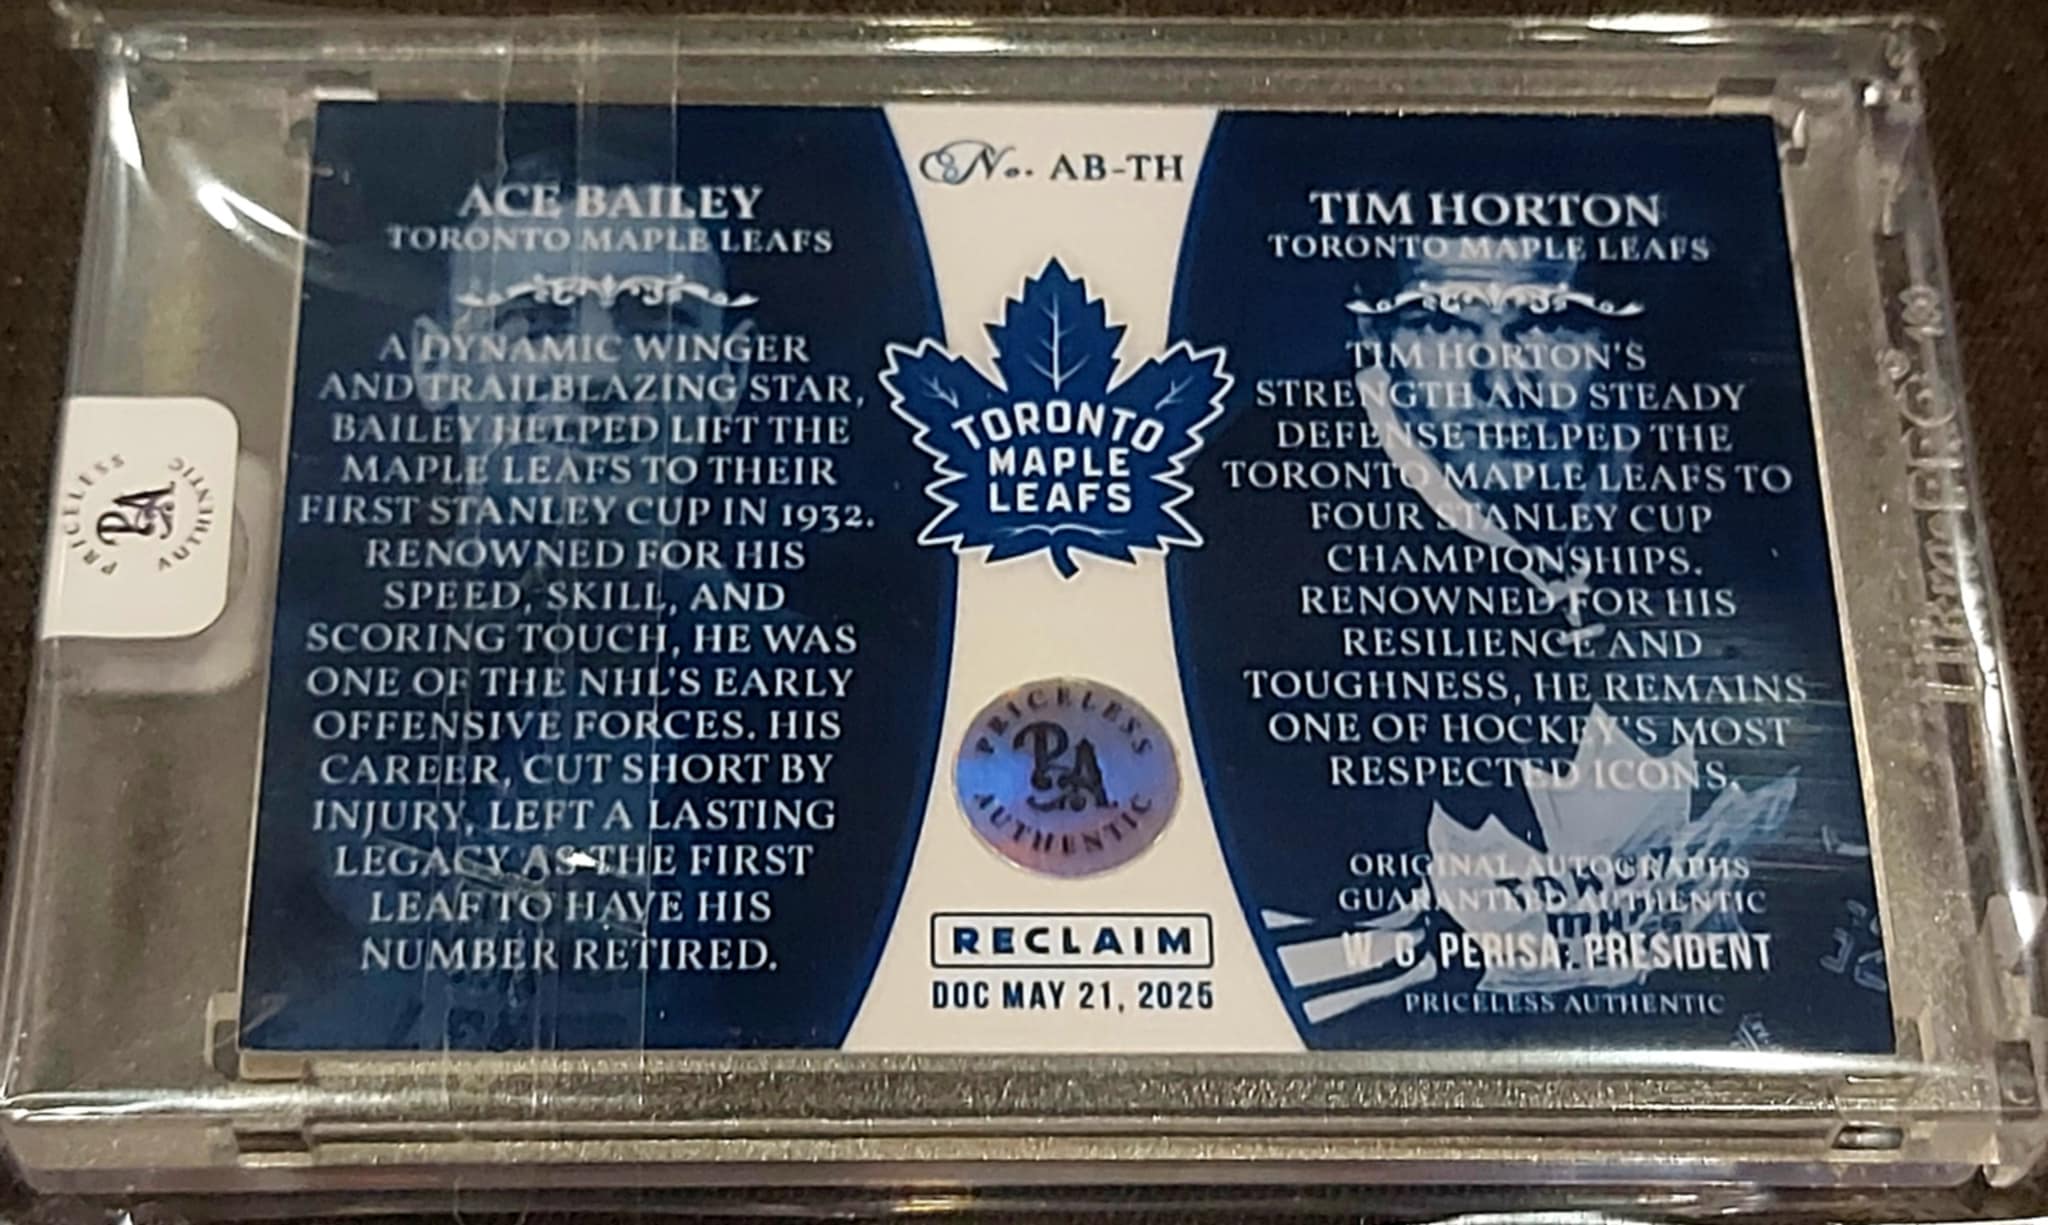 No. AB-TH
ACE BAILEY
TORONTO MAPLE LEAFS
A DYNAMIC WINGER
AND TRAILBLAZING STAR,
BAILEY HELPED LIFT THE
MAPLE LEAFS TO THEIR
FIRST STANLEY CUP IN 1932.
RENOWNED FOR HIS
SPEED, SKILL, AND
SCORING TOUCH, HE WAS
ONE OF THE NHL'S EARLY
OFFENSIVE FORCES. HIS
CAREER, CUT SHORT BY
INJURY, LEFT A LASTING
LEGACY AS THE FIRST
LEAF TO HAVE HIS
NUMBER RETIRED.
TORONTO
MAPLE
LEAFS
PRICELESS
PA
AUTHENTIC
RECLAIM
DOC MAY 21, 2025
TIM HORTON
TORONTO MAPLE LEAFS
TIM HORTON'S
STRENGTH AND STEADY
DEFENSE HELPED THE
TORONTO MAPLE LEAFS TO
FOUR STANLEY CUP
CHAMPIONSHIPS.
RENOWNED FOR HIS
RESILIENCE AND
TOUGHNESS, HE REMAINS
ONE OF HOCKEY'S MOST
RESPECTED ICONS.
ORIGINAL AUTOGRAPHS
GUARANTEED AUTHENTIC
W. G. PERISA: PRESIDENT
PRICELESS AUTHENTIC
PRICELESS
PA
AUTHENTIC